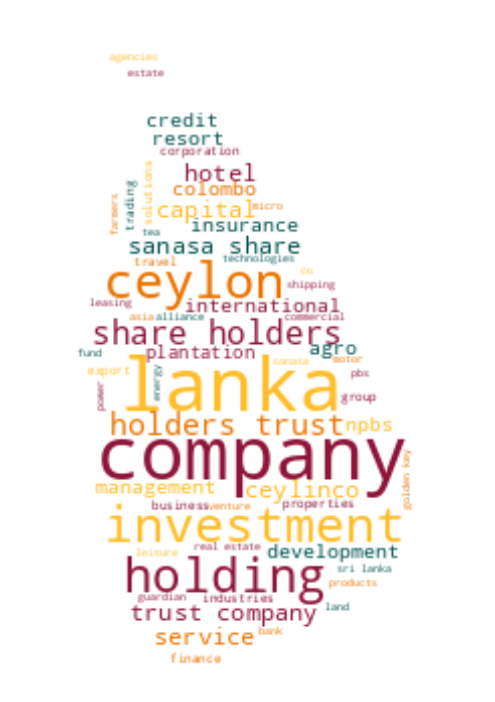 agencies
estate
credit
resort
corporation
hotel
colombo
solutions
trading
farmers
capital
micro
tea
insurance
sanasa share
travel
technologies
co
ceylon
shipping
leasing
international
asia
alliance
commercial
share holders
fund
plantation
agro
sanasa
motor
export
energy
pbs
power
lanka
group
holders trust
npbs
company
golden key
management
ceylinco
business
venture
properties
investment
real estate
leisure
development
sri lanka
holding
products
guardian
industries
land
trust company
service
bank
finance